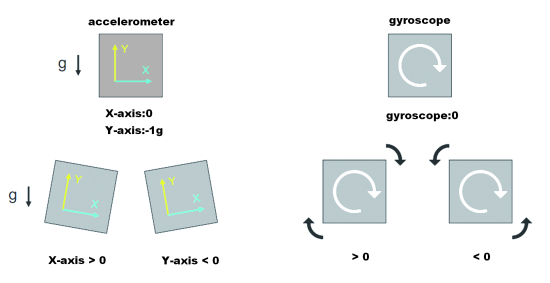 accelerometer
gyroscope
g
Y
X
X-axis:0
Y-axis:-1g
gyroscope:0
g
Y
X
Y
X
X-axis > 0
Y-axis < 0
> 0
< 0